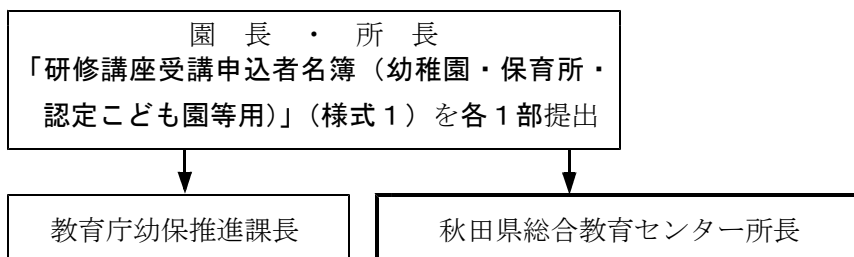 園　長　・　所　長
「研修講座受講申込者名簿（幼稚園・保育所・
認定こども園等用）」（様式１）を各１部提出
教育庁幼保推進課長
秋田県総合教育センター所長